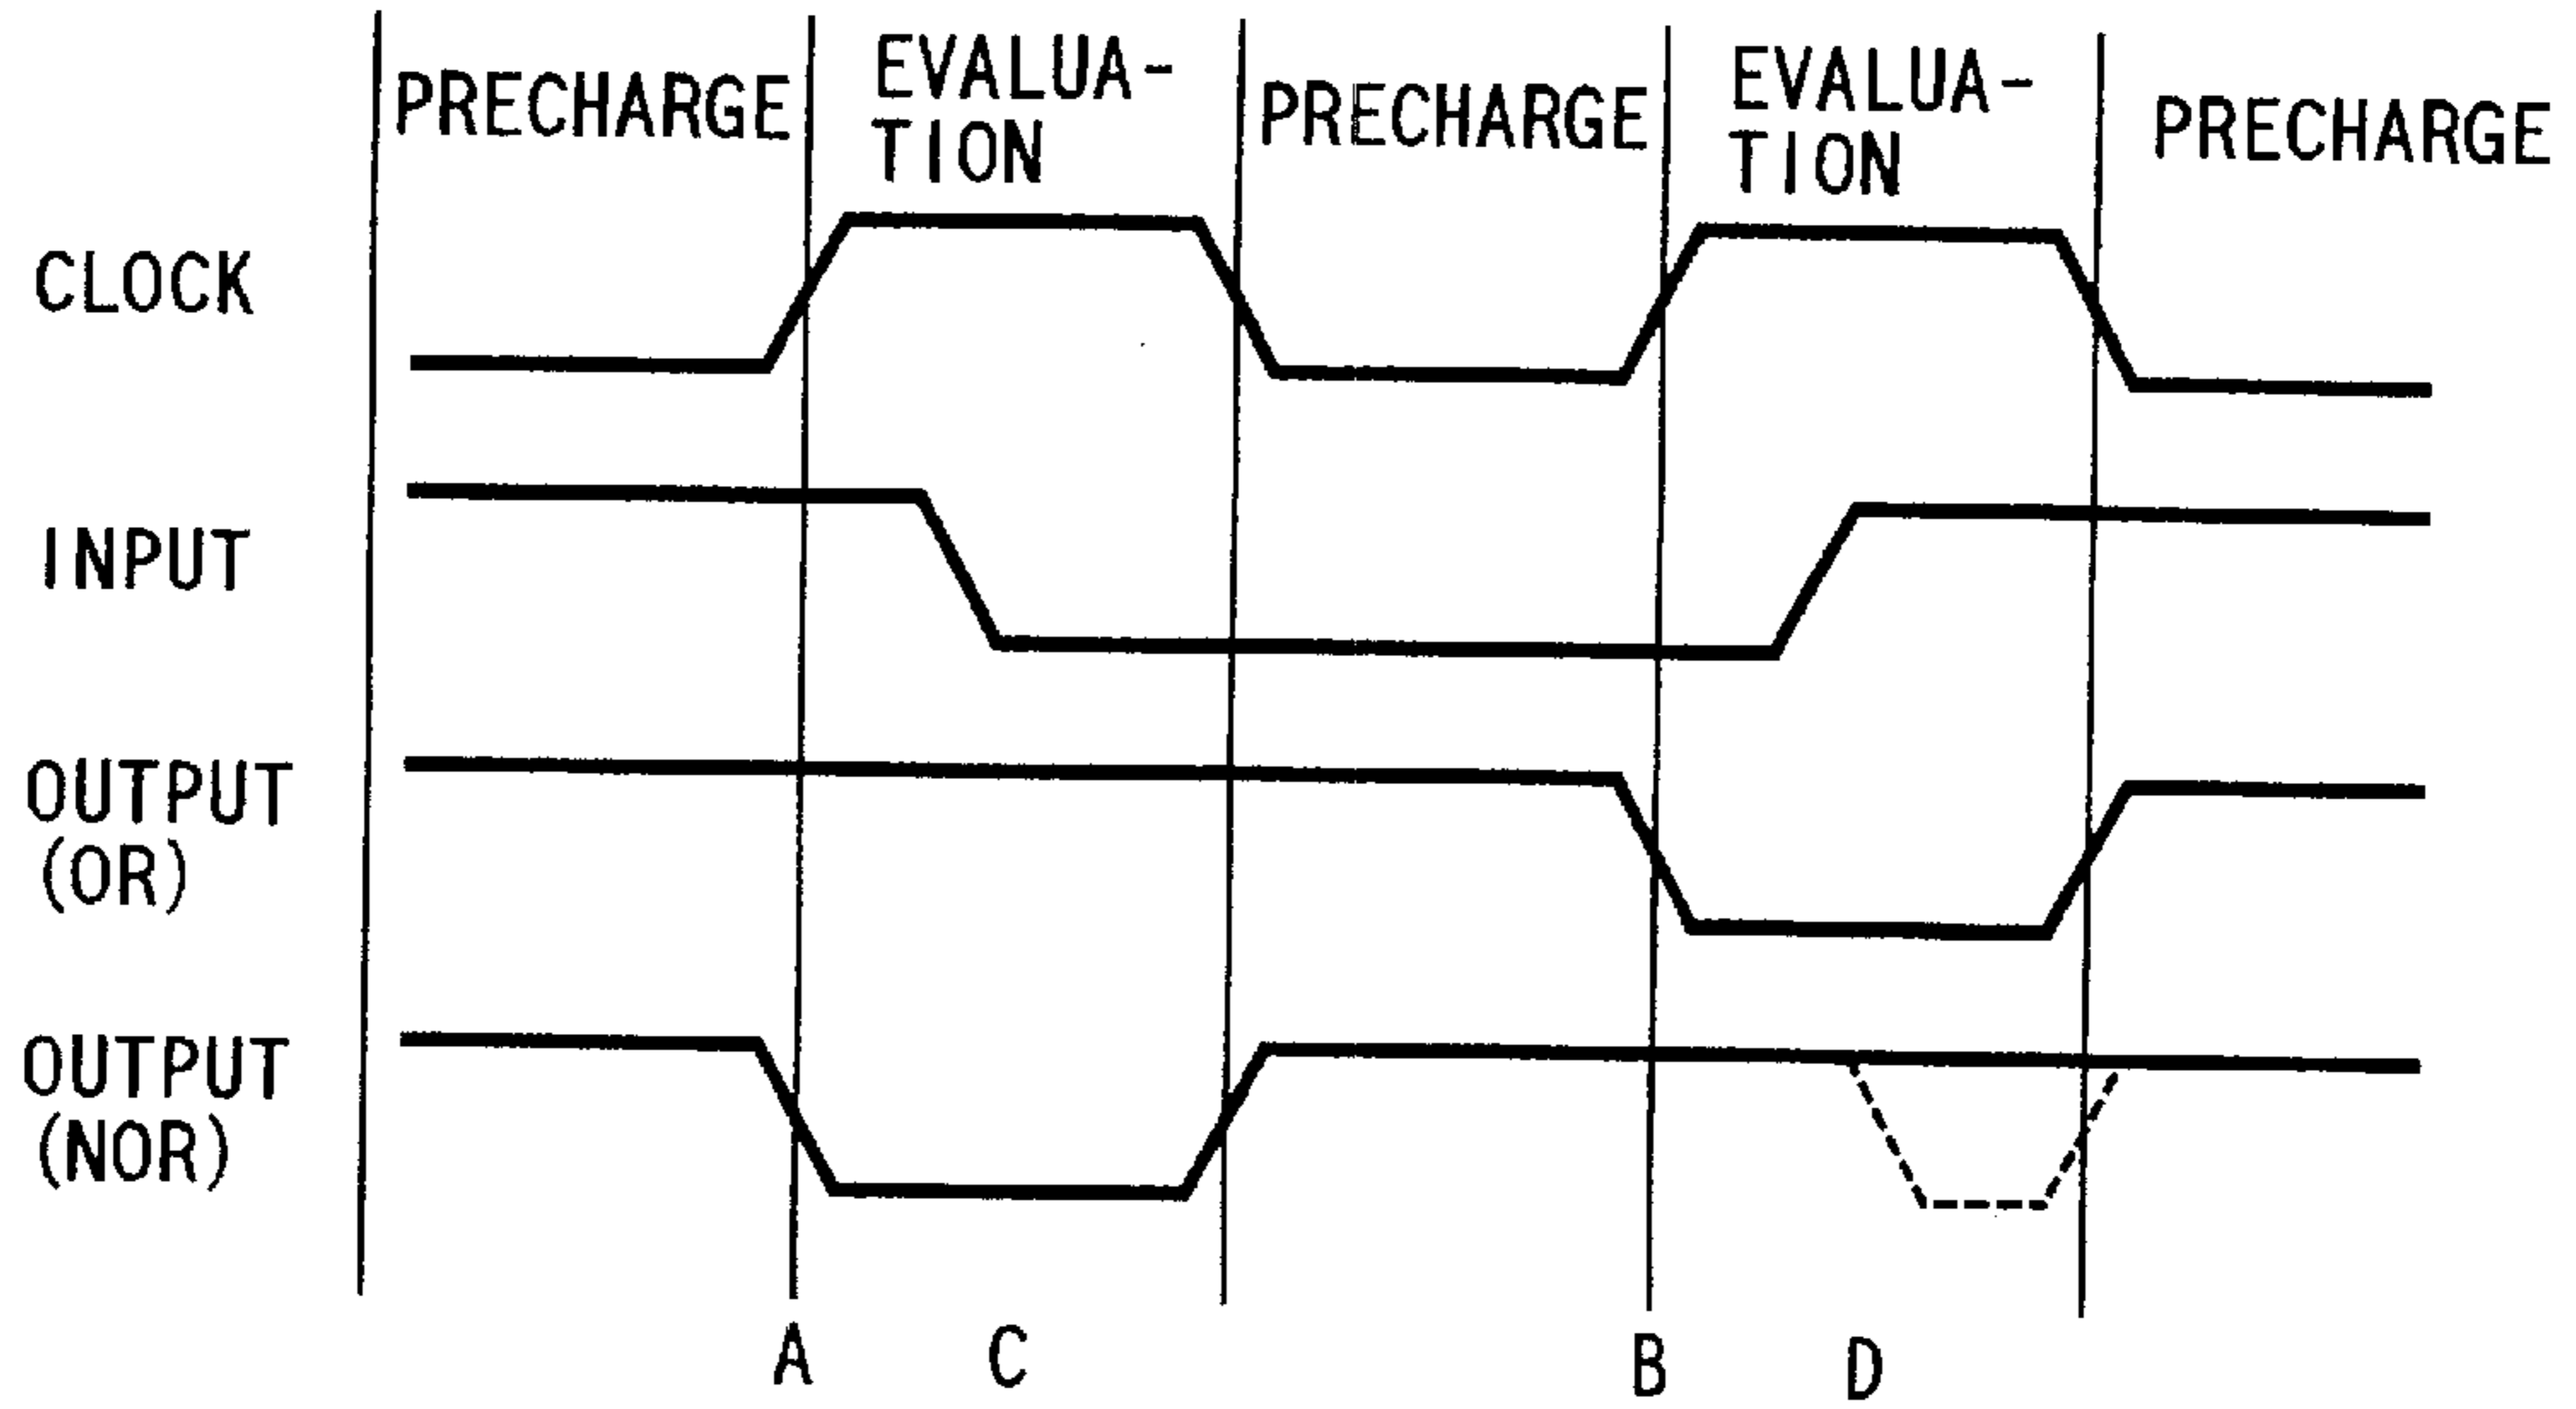 PRECHARGE
EVALUA-
TION
PRECHARGE
EVALUA-
TION
PRECHARGE
CLOCK
INPUT
OUTPUT
(OR)
OUTPUT
(NOR)
A
C
B
D